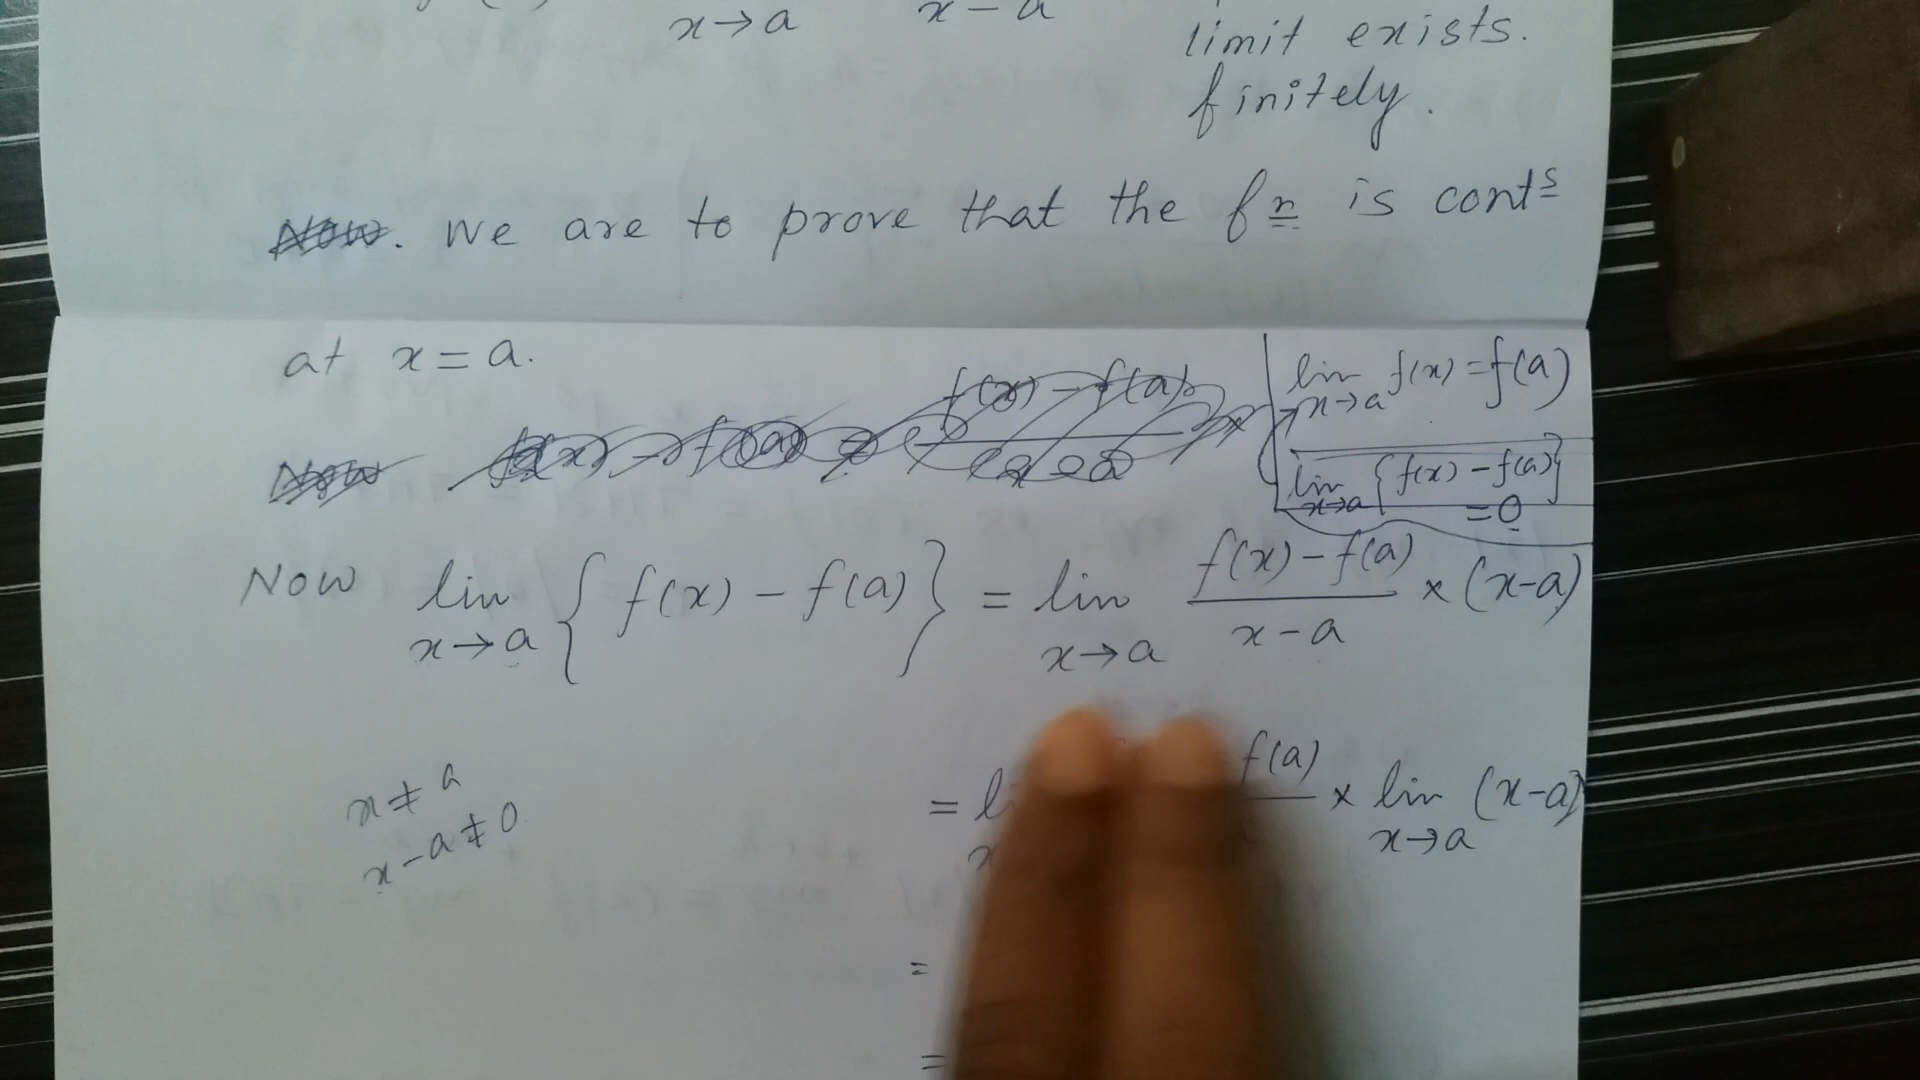 x→a x - a
limit exists.
finitely.
We are to prove that the fn is conts
at x = a.
f(x) - f(a)
lim f(x) = f(a)
x→a
lim {f(x) - f(a)}
x→a = 0
Now lim { f(x) - f(a) } = lim f(x) - f(a) × (x-a)
x→a x→a x - a
x ≠ a
x - a ≠ 0
= f(a) × lim (x-a)
x→a
=
=